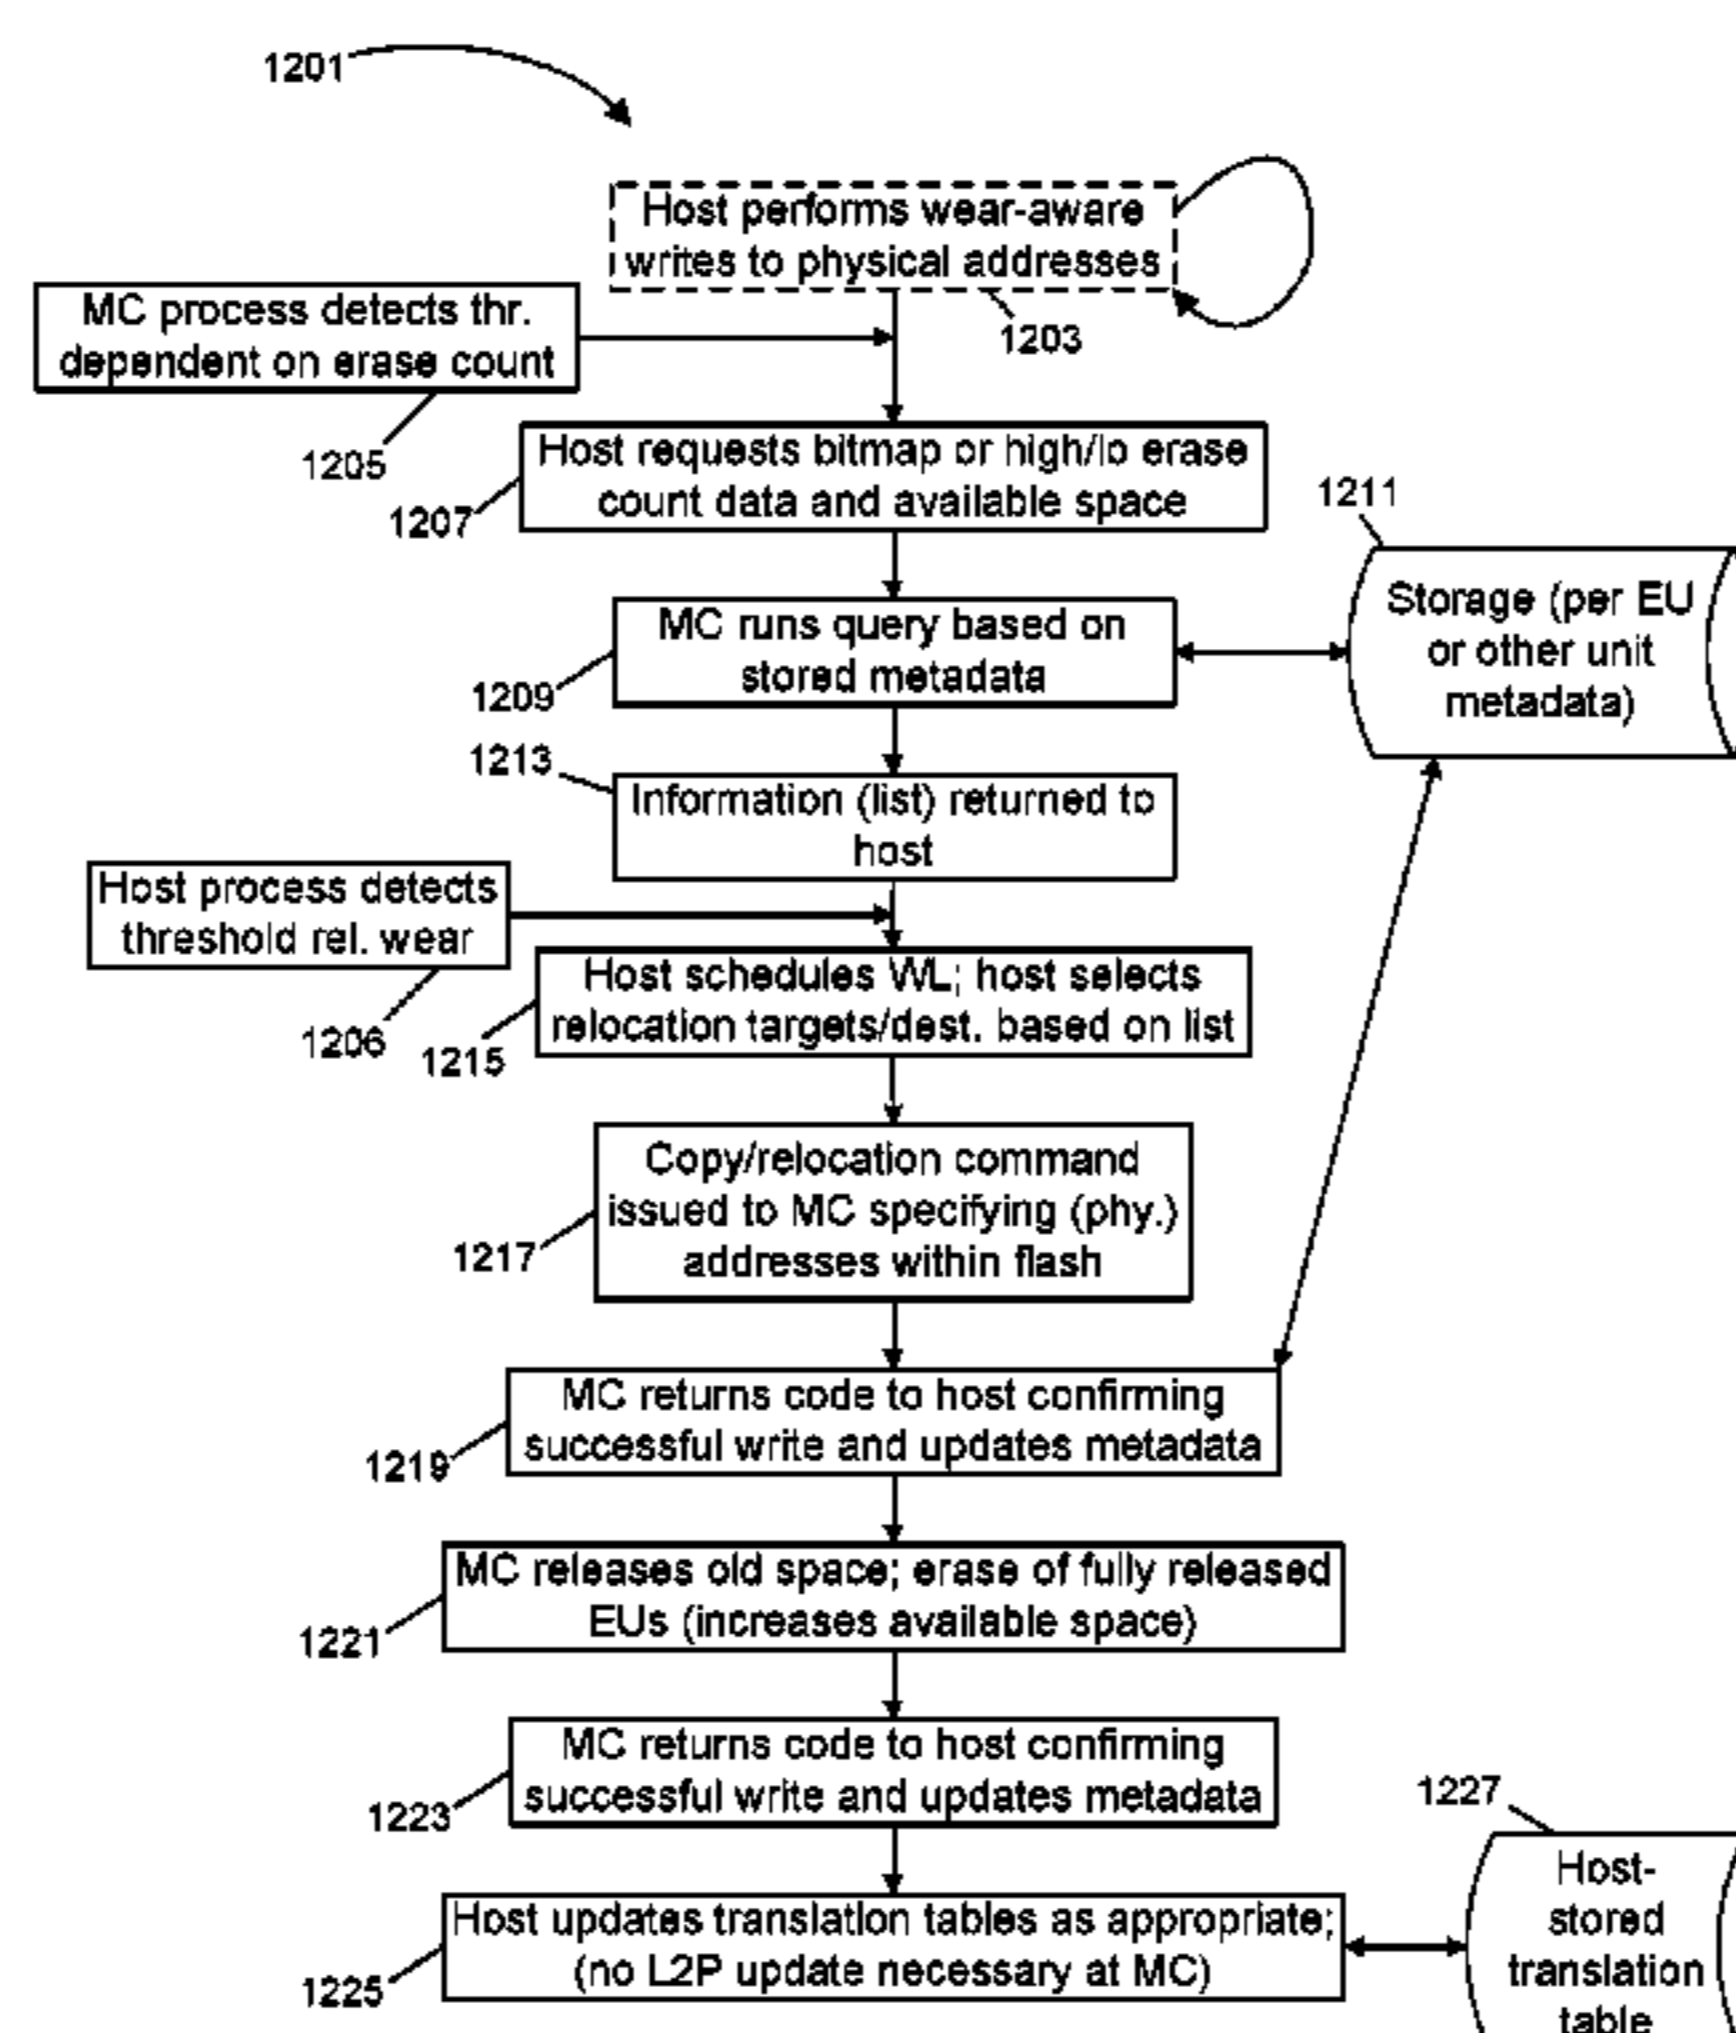 1201
Host performs wear-aware
writes to physical addresses
1203
MC process detects thr.
dependent on erase count
1205
Host requests bitmap or high/lo erase
count data and available space
1207
1211
Storage (per EU
or other unit
metadata)
MC runs query based on
stored metadata
1209
1213
Information (list) returned to
host
Host process detects
threshold rel. wear
1206
Host schedules WL; host selects
relocation targets/dest. based on list
1215
Copy/relocation command
issued to MC specifying (phy.)
addresses within flash
1217
MC returns code to host confirming
successful write and updates metadata
1219
MC releases old space; erase of fully released
EUs (increases available space)
1221
MC returns code to host confirming
successful write and updates metadata
1223
1227
Host-
stored
translation
table
Host updates translation tables as appropriate;
(no L2P update necessary at MC)
1225